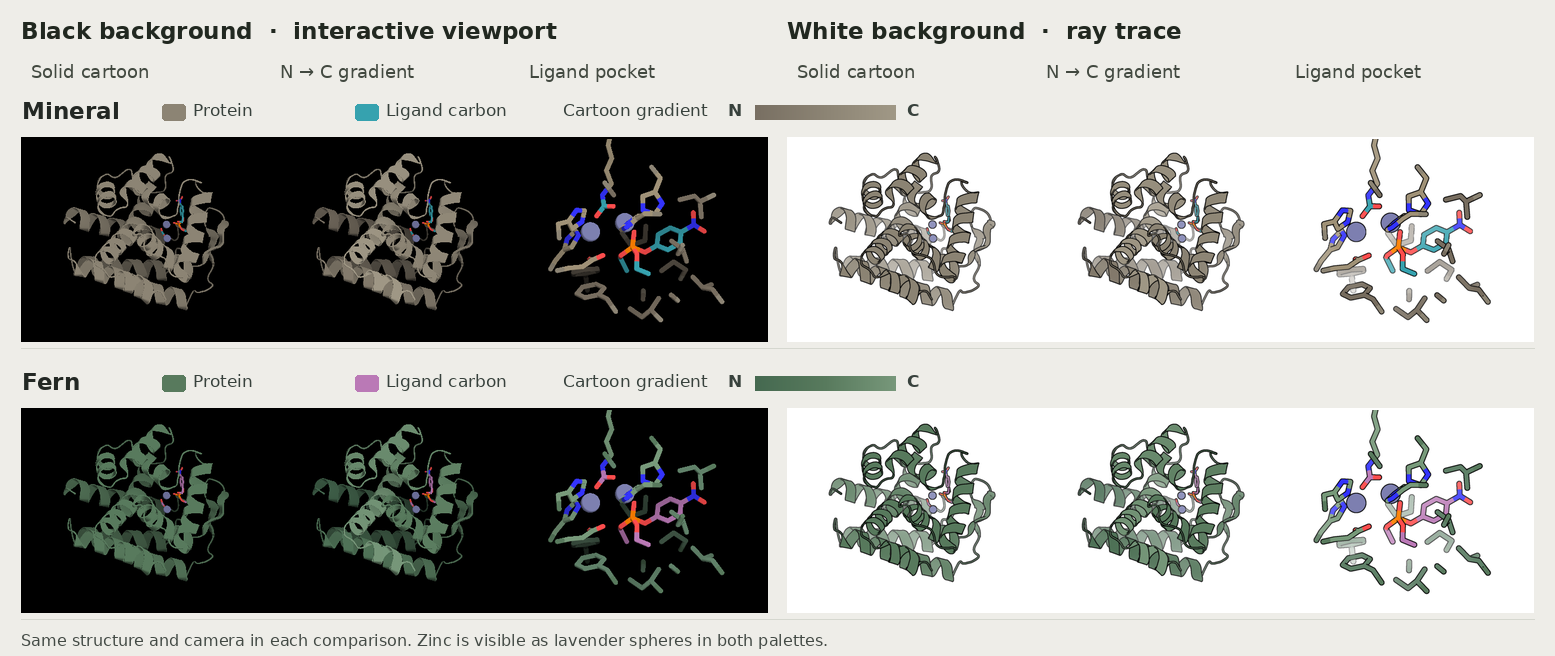 Black background · interactive viewport
White background · ray trace
Solid cartoon
N → C gradient
Ligand pocket
Solid cartoon
N → C gradient
Ligand pocket
Mineral
Protein
Ligand carbon
Cartoon gradient
N
C
Fern
Protein
Ligand carbon
Cartoon gradient
N
C
Same structure and camera in each comparison. Zinc is visible as lavender spheres in both palettes.